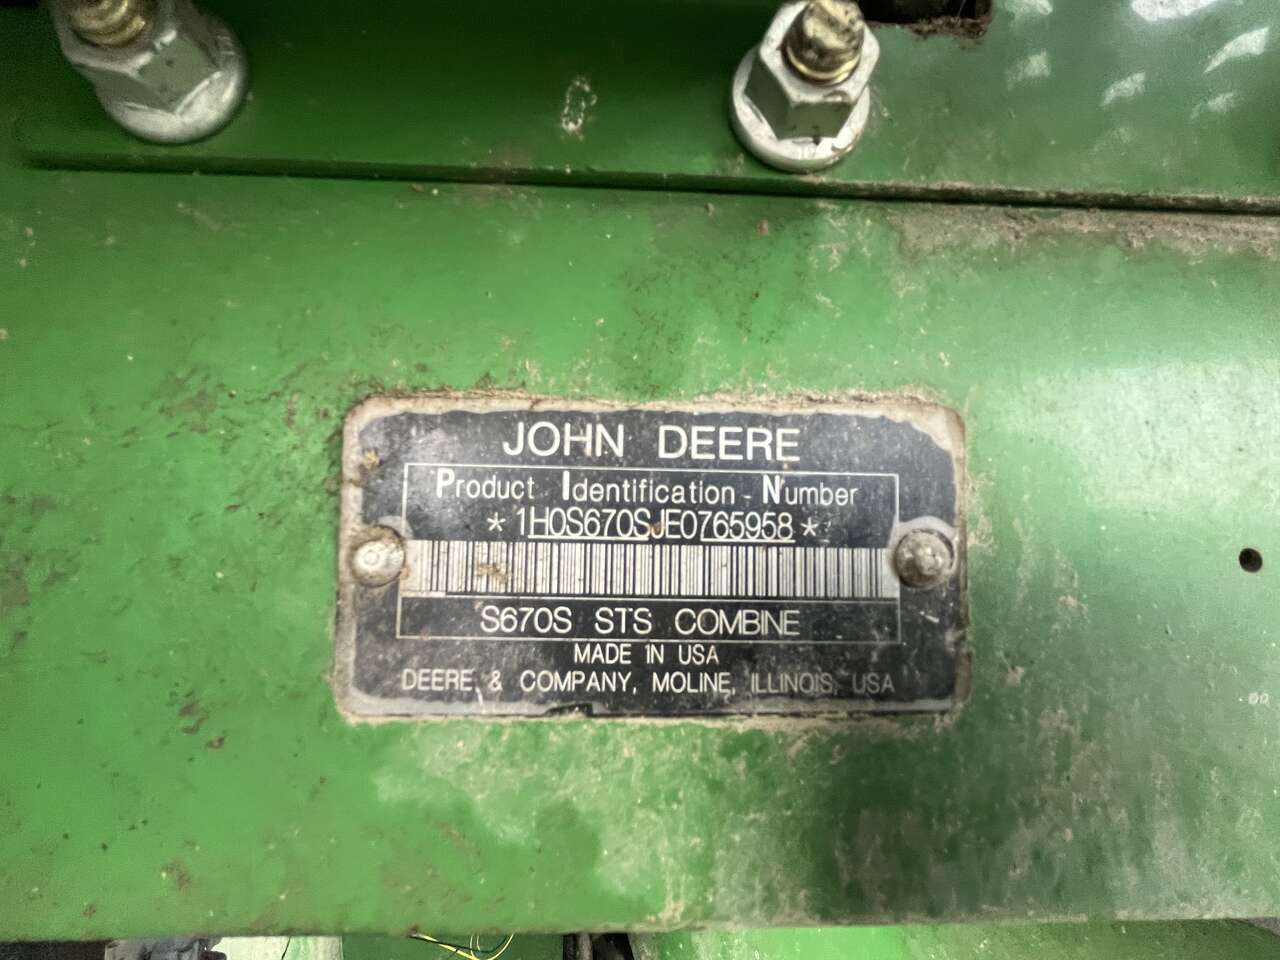 JOHN DEERE
Product Identification - Number
* 1H0S670SJE0765958 *
S670S STS COMBINE
MADE IN USA
DEERE & COMPANY, MOLINE, ILLINOIS, USA